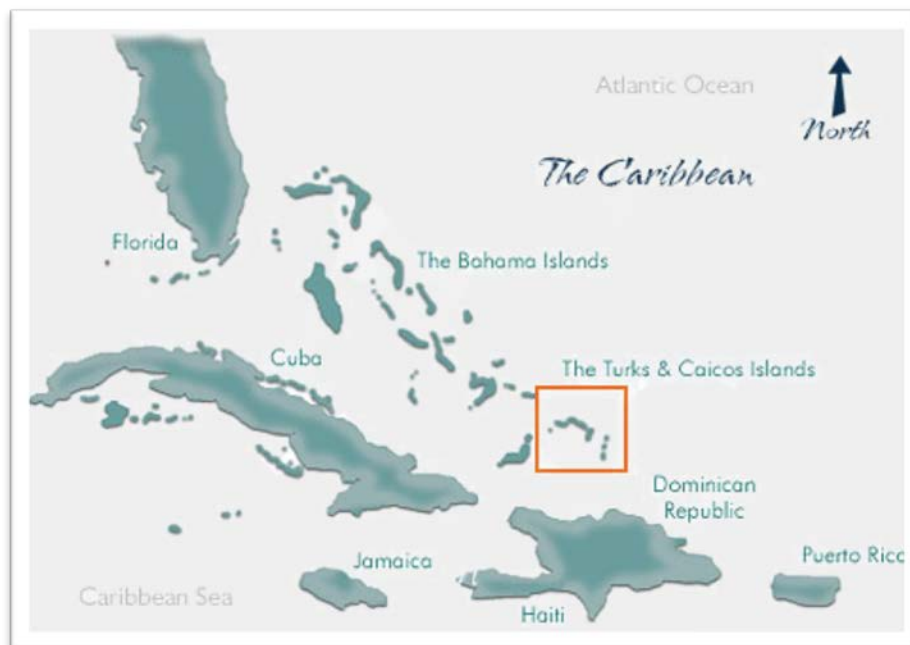 Atlantic Ocean
North
The Caribbean
Florida
The Bahama Islands
Cuba
The Turks & Caicos Islands
Dominican
Republic
Jamaica
Puerto Ricc
Caribbean Sea
Haiti